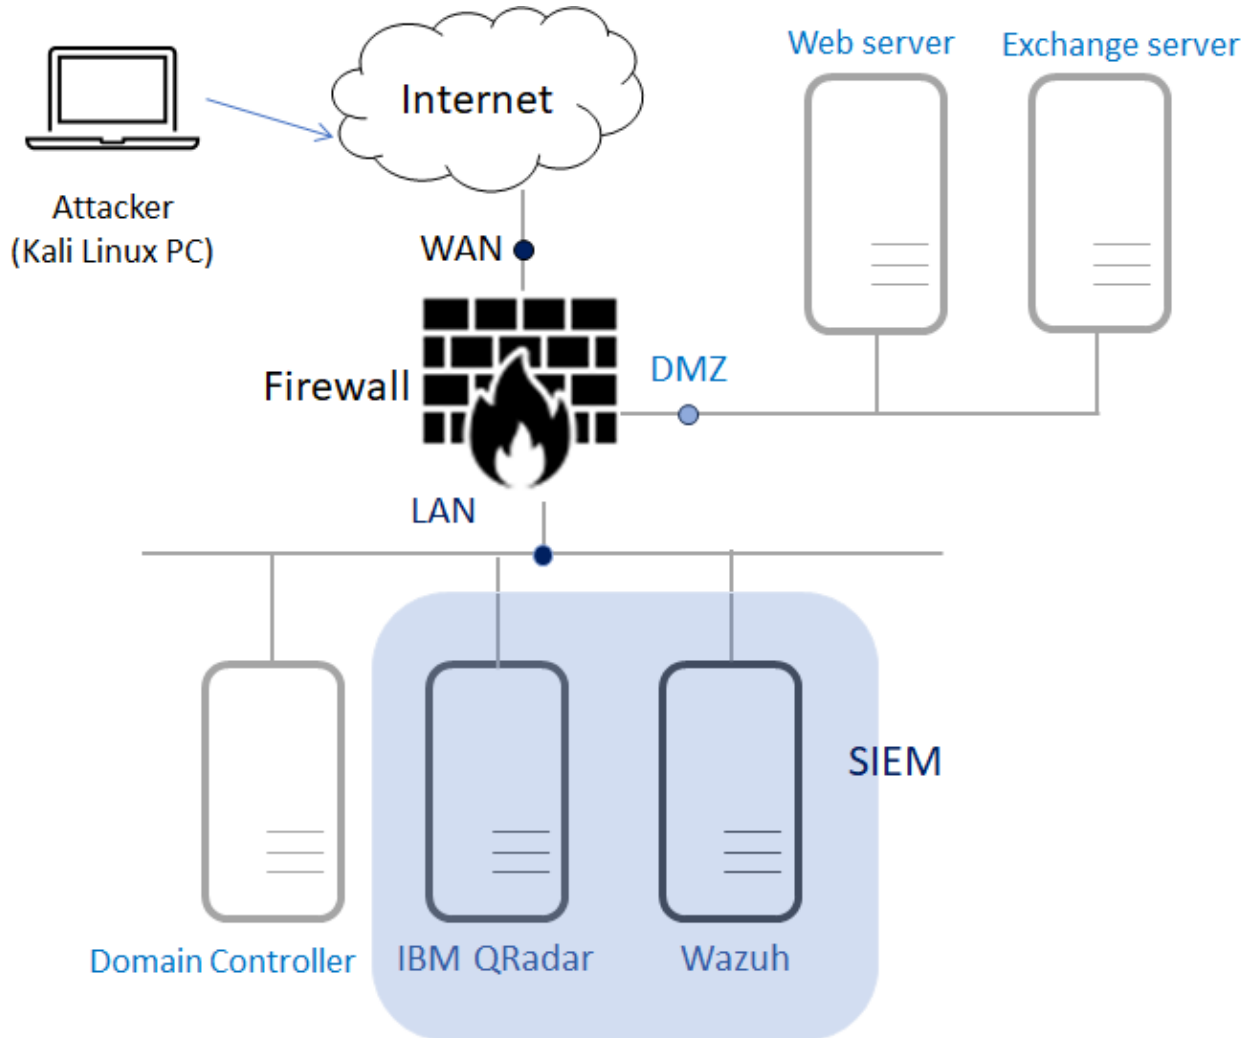 Web server
Exchange server
Internet
Attacker
(Kali Linux PC)
WAN
DMZ
Firewall
LAN
SIEM
Domain Controller
IBM QRadar
Wazuh